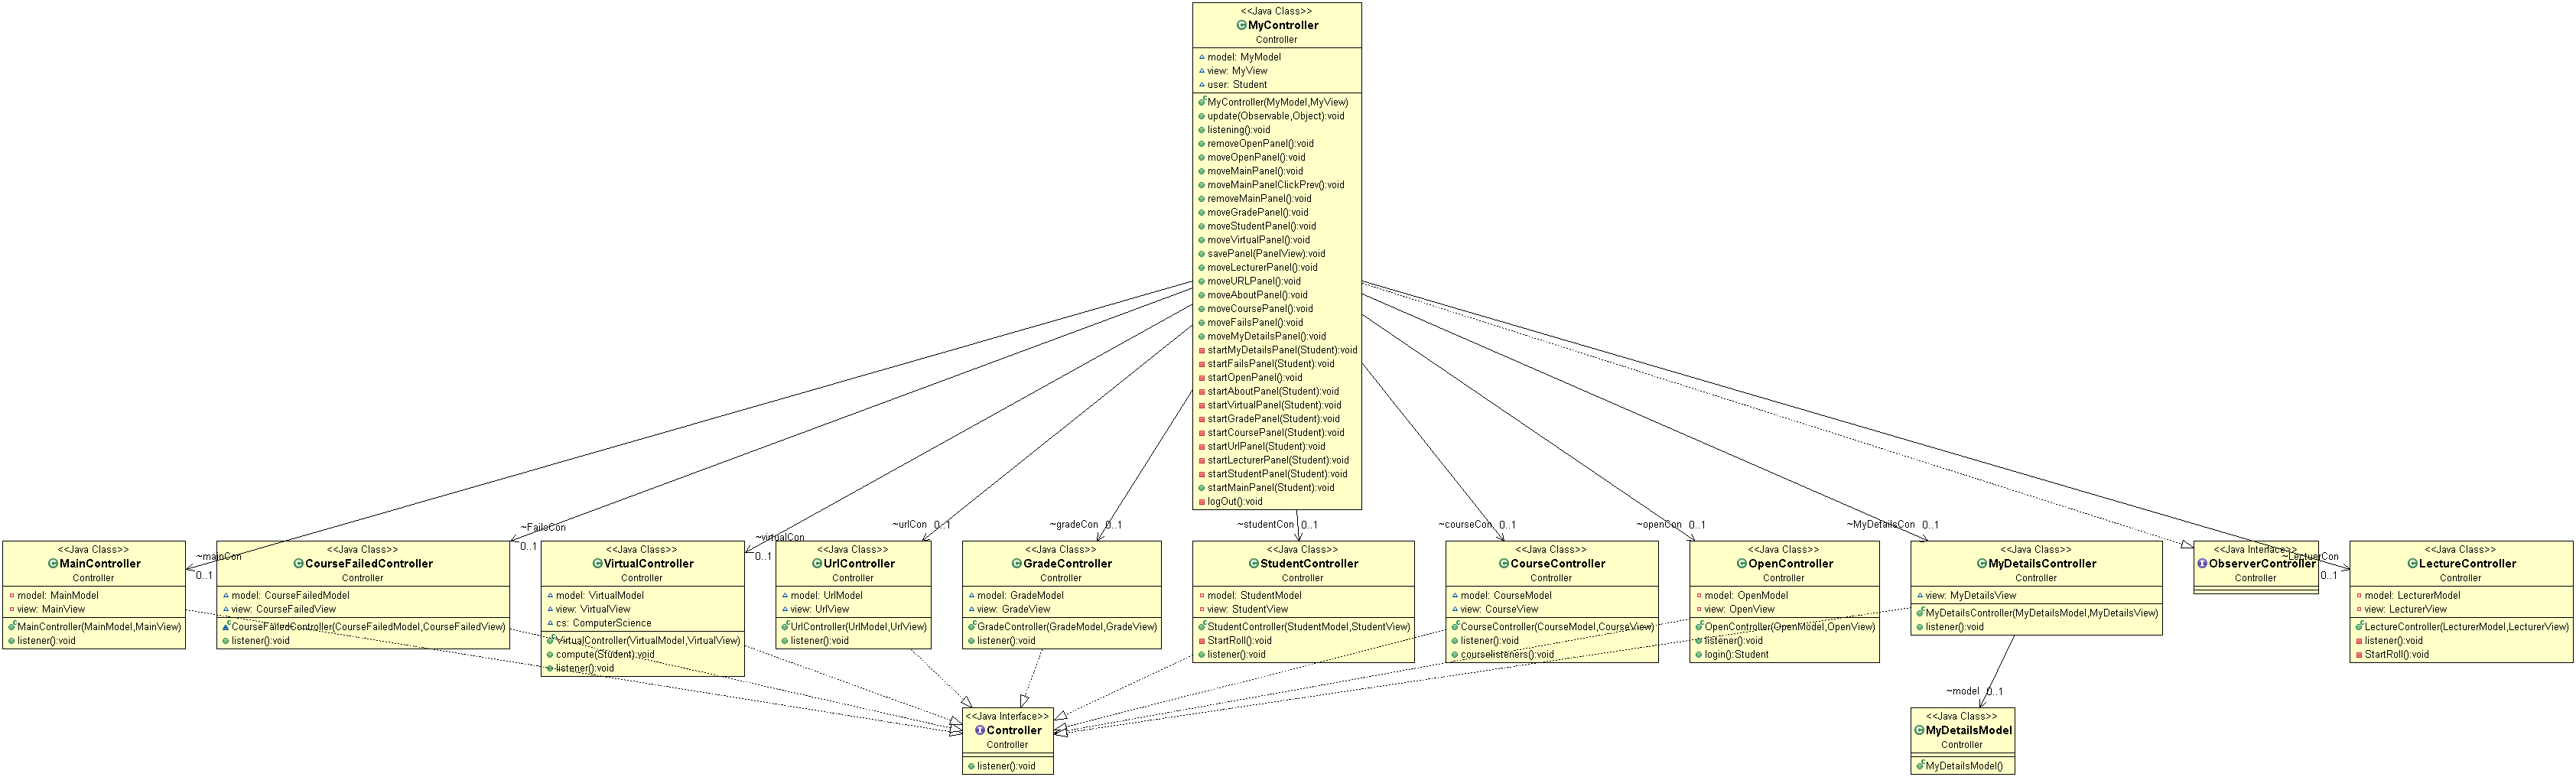 <<Java Class>>
MyController
Controller
model: MyModel
view: MyView
user: Student
MyController(MyModel,MyView)
update(Observable,Object):void
listening():void
removeOpenPanel():void
moveOpenPanel():void
moveMainPanel():void
moveMainPanelClickPrev():void
removeMainPanel():void
moveGradePanel():void
moveStudentPanel():void
moveVirtualPanel():void
savePanel(PanelView):void
moveLecturerPanel():void
moveURLPanel():void
moveAboutPanel():void
moveCoursePanel():void
moveFailsPanel():void
moveMyDetailsPanel():void
startMyDetailsPanel(Student):void
startFailsPanel(Student):void
startOpenPanel():void
startAboutPanel(Student):void
startVirtualPanel(Student):void
startGradePanel(Student):void
startCoursePanel(Student):void
startUrlPanel(Student):void
startLecturerPanel(Student):void
startStudentPanel(Student):void
startMainPanel(Student):void
logOut():void
~mainCon
0..1
~FailsCon
0..1
~virtualCon
0..1
~urlCon 0..1
~gradeCon 0..1
~studentCon 0..1
~courseCon 0..1
~openCon 0..1
~MyDetailsCon 0..1
~LectuerCon
0..1
<<Java Class>>
MainController
Controller
model: MainModel
view: MainView
MainController(MainModel,MainView)
listener():void
<<Java Class>>
CourseFailedController
Controller
model: CourseFailedModel
view: CourseFailedView
CourseFailedController(CourseFailedModel,CourseFailedView)
listener():void
<<Java Class>>
VirtualController
Controller
model: VirtualModel
view: VirtualView
cs: ComputerScience
VirtualController(VirtualModel,VirtualView)
compute(Student):void
listener():void
<<Java Class>>
UrlController
Controller
model: UrlModel
view: UrlView
UrlController(UrlModel,UrlView)
listener():void
<<Java Class>>
GradeController
Controller
model: GradeModel
view: GradeView
GradeController(GradeModel,GradeView)
listener():void
<<Java Class>>
StudentController
Controller
model: StudentModel
view: StudentView
StudentController(StudentModel,StudentView)
StartRoll():void
listener():void
<<Java Class>>
CourseController
Controller
model: CourseModel
view: CourseView
CourseController(CourseModel,CourseView)
listener():void
courselisteners():void
<<Java Class>>
OpenController
Controller
model: OpenModel
view: OpenView
OpenController(OpenModel,OpenView)
listener():void
login():Student
<<Java Class>>
MyDetailsController
Controller
view: MyDetailsView
MyDetailsController(MyDetailsModel,MyDetailsView)
listener():void
<<Java Interface>>
ObserverController
Controller
<<Java Class>>
LectureController
Controller
model: LecturerModel
view: LecturerView
LectureController(LecturerModel,LecturerView)
listener():void
StartRoll():void
~model 0..1
<<Java Interface>>
Controller
Controller
listener():void
<<Java Class>>
MyDetailsModel
Controller
MyDetailsModel()